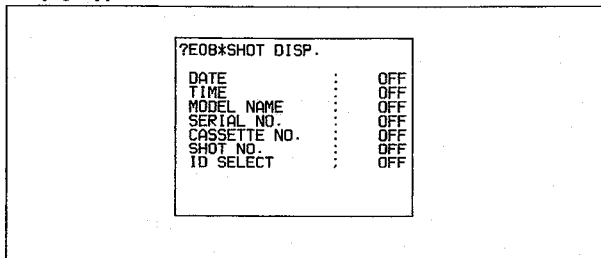 ?E08*SHOT DISP.
DATE : OFF
TIME : OFF
MODEL NAME : OFF
SERIAL NO. : OFF
CASSETTE NO. : OFF
SHOT NO. : OFF
ID SELECT : OFF